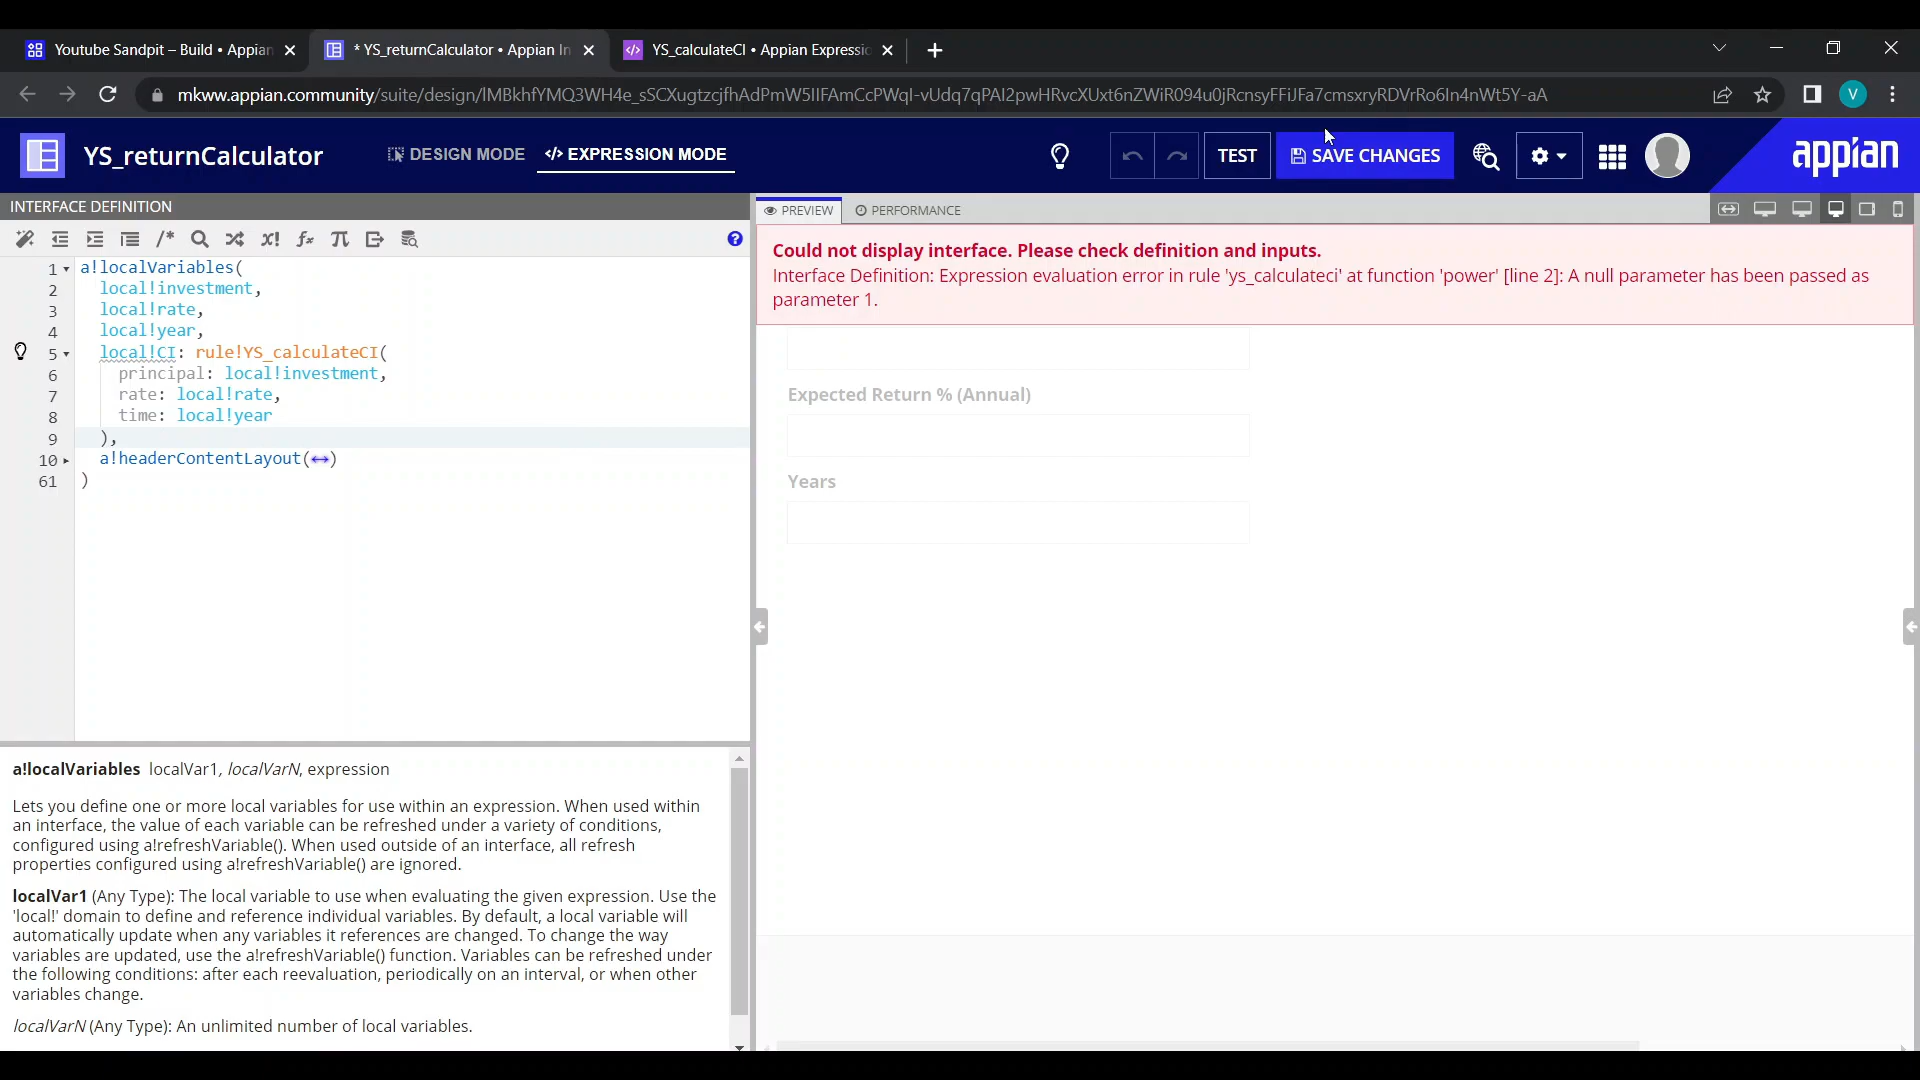 Youtube Sandpit – Build • Appian
* YS_returnCalculator • Appian In
YS_calculateCI • Appian Expressio
mkww.appian.community/suite/design/
V
YS_returnCalculator
DESIGN MODE
</> EXPRESSION MODE
TEST
SAVE CHANGES
appian
INTERFACE DEFINITION
PREVIEW
PERFORMANCE
Could not display interface. Please check definition and inputs.
Interface Definition: Expression evaluation error in rule 'ys_calculateci' at function 'power' [line 2]: A null parameter has been passed as
parameter 1.
1 a!localVariables(
2 local!investment,
3 local!rate,
4 local!year,
5 local!CI: rule!YS_calculateCI(
6 principal: local!investment,
7 rate: local!rate,
8 time: local!year
9 ),
10 a!headerContentLayout(↔)
61 )
Expected Return % (Annual)
Years
a!localVariables localVar1, localVarN, expression
Lets you define one or more local variables for use within an expression. When used within
an interface, the value of each variable can be refreshed under a variety of conditions,
configured using a!refreshVariable(). When used outside of an interface, all refresh
properties configured using a!refreshVariable() are ignored.
localVar1 (Any Type): The local variable to use when evaluating the given expression. Use the
'local!' domain to define and reference individual variables. By default, a local variable will
automatically update when any variables it references are changed. To change the way
variables are updated, use the a!refreshVariable() function. Variables can be refreshed under
the following conditions: after each reevaluation, periodically on an interval, or when other
variables change.
localVarN (Any Type): An unlimited number of local variables.